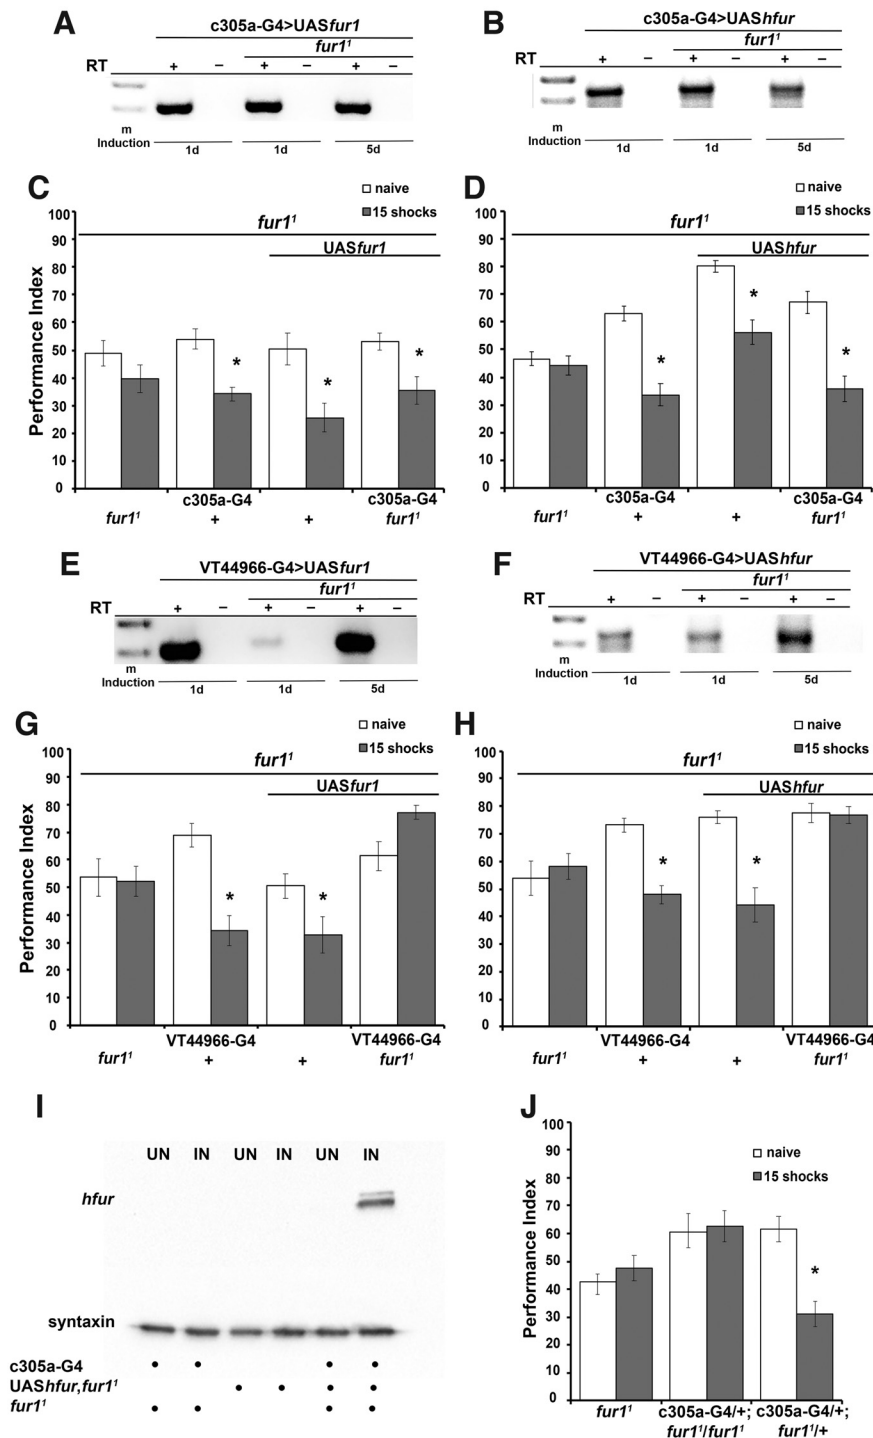 A
c305a-G4>UASfur1
fur1¹
RT + − + − + −
m
Induction 1d 1d 5d
B
c305a-G4>UAShfur
fur1¹
RT + − + − + −
m
Induction 1d 1d 5d
C
naive
15 shocks
fur1¹
UASfur1
Performance Index
100
90
80
70
60
50
40
30
20
10
0
* * *
c305a-G4 c305a-G4
fur1¹ + + fur1¹
D
naive
15 shocks
fur1¹
UAShfur
100
90
80
70
60
50
40
30
20
10
0
* * *
c305a-G4 c305a-G4
fur1¹ + + fur1¹
E
VT44966-G4>UASfur1
fur1¹
RT + − + − + −
m
Induction 1d 1d 5d
F
VT44966-G4>UAShfur
fur1¹
RT + − + − + −
m
Induction 1d 1d 5d
G
naive
15 shocks
fur1¹
UASfur1
Performance Index
100
90
80
70
60
50
40
30
20
10
0
* *
VT44966-G4 VT44966-G4
fur1¹ + + fur1¹
H
naive
15 shocks
fur1¹
UAShfur
100
90
80
70
60
50
40
30
20
10
0
* *
VT44966-G4 VT44966-G4
fur1¹ + + fur1¹
I
UN IN UN IN UN IN
hfur
syntaxin
c305a-G4 • • • •
UAShfur,fur1¹ • • • •
fur1¹ • • • •
J
naive
15 shocks
Performance Index
100
90
80
70
60
50
40
30
20
10
0
*
fur1¹ c305a-G4/+; c305a-G4/+;
fur1¹/fur1¹ fur1¹/+